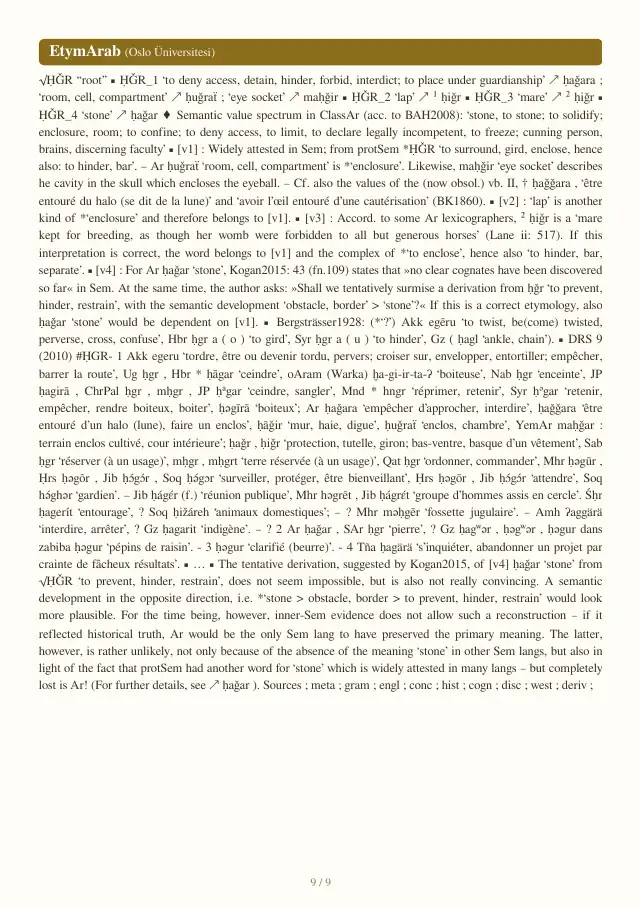 EtymArab (Oslo Üniversitesi)
√ḤǦR “root” ▪ ḤǦR_1 ‘to deny access, detain, hinder, forbid, interdict; to place under guardianship’ ↗ ḥaǧara ;
‘room, cell, compartment’ ↗ ḥuǧraẗ ; ‘eye socket’ ↗ maḥǧir ▪ ḤǦR_2 ‘lap’ ↗ ¹ ḥiǧr ▪ ḤǦR_3 ‘mare’ ↗ ² ḥiǧr ▪
ḤǦR_4 ‘stone’ ↗ ḥaǧar ♦ Semantic value spectrum in ClassAr (acc. to BAH2008): ‘stone, to stone; to solidify;
enclosure, room; to confine; to deny access, to limit, to declare legally incompetent, to freeze; cunning person,
brains, discerning faculty’ ▪ [v1] : Widely attested in Sem; from protSem *ḤǦR ‘to surround, gird, enclose, hence
also: to hinder, bar’. – Ar ḥuǧraẗ ‘room, cell, compartment’ is *‘enclosure’. Likewise, maḥǧir ‘eye socket’ describes
he cavity in the skull which encloses the eyeball. – Cf. also the values of the (now obsol.) vb. II, † ḥaǧǧara , ‘être
entouré du halo (se dit de la lune)’ and ‘avoir l’œil entouré d’une cautérisation’ (BK1860). ▪ [v2] : ‘lap’ is another
kind of *‘enclosure’ and therefore belongs to [v1]. ▪ [v3] : Accord. to some Ar lexicographers, ² ḥiǧr is a ‘mare
kept for breeding, as though her womb were forbidden to all but generous horses’ (Lane ii: 517). If this
interpretation is correct, the word belongs to [v1] and the complex of *‘to enclose’, hence also ‘to hinder, bar,
separate’. ▪ [v4] : For Ar ḥaǧar ‘stone’, Kogan2015: 43 (fn.109) states that »no clear cognates have been discovered
so far« in Sem. At the same time, the author asks: »Shall we tentatively surmise a derivation from ḥǧr ‘to prevent,
hinder, restrain’, with the semantic development ‘obstacle, border’ > ‘stone’?« If this is a correct etymology, also
ḥaǧar ‘stone’ would be dependent on [v1]. ▪ Bergsträsser1928: (*‘?’) Akk egēru ‘to twist, be(come) twisted,
perverse, cross, confuse’, Hbr ḥgr a ( o ) ‘to gird’, Syr ḥgr a ( u ) ‘to hinder’, Gz ( ḥagl ‘ankle, chain’). ▪ DRS 9
(2010) #ḤGR- 1 Akk egeru ‘tordre, être ou devenir tordu, pervers; croiser sur, envelopper, entortiller; empêcher,
barrer la route’, Ug ḥgr , Hbr * ḥāgar ‘ceindre’, oAram (Warka) ḫa-gi-ir-ta-ʔ ‘boiteuse’, Nab ḥgr ‘enceinte’, JP
ḥagirā , ChrPal ḥgr , mḥgr , JP ḥᵃgar ‘ceindre, sangler’, Mnd * hngr ‘réprimer, retenir’, Syr ḥᵊgar ‘retenir,
empêcher, rendre boiteux, boiter’, ḥəgīrā ‘boiteux’; Ar ḥaǧara ‘empêcher d’approcher, interdire’, ḥaǧǧara ‘être
entouré d’un halo (lune), faire un enclos’, ḥāǧir ‘mur, haie, digue’, ḥuǧraẗ ‘enclos, chambre’, YemAr maḥǧar :
terrain enclos cultivé, cour intérieure’; ḥaǧr , ḥiǧr ‘protection, tutelle, giron; bas-ventre, basque d’un vêtement’, Sab
ḥgr ‘réserver (à un usage)’, mḥgr , mḥgrt ‘terre réservée (à un usage)’, Qat ḥgr ‘ordonner, commander’, Mhr ḥəgūr ,
Ḥrs ḥəgōr , Jib ḥɔ́gɔ́r , Soq ḥɔ́gɔr ‘surveiller, protéger, être bienveillant’, Ḥrs ḥəgōr , Jib ḥɔ́gɔ́r ‘attendre’, Soq
ḥɔ́ghər ‘gardien’. – Jib ḥágɛ́r (f.) ‘réunion publique’, Mhr ḥəgrēt , Jib ḥágrɛ́t ‘groupe d’hommes assis en cercle’. Śḥr
ḥagerít ‘entourage’, ? Soq ḥižáreh ‘animaux domestiques’; – ? Mhr məḥgēr ‘fossette jugulaire’. – Amh ʔaggärä
‘interdire, arrêter’, ? Gz ḥagarit ‘indigène’. – ? 2 Ar ḥaǧar , SAr ḥgr ‘pierre’, ? Gz ḥagʷər , ḥəgʷər , ḥəgur dans
zabiba ḥəgur ‘pépins de raisin’. - 3 ḥəgur ‘clarifié (beurre)’. - 4 Tña ḥagärä ‘s’inquiéter, abandonner un projet par
crainte de fâcheux résultats’. ▪ … ▪ The tentative derivation, suggested by Kogan2015, of [v4] ḥaǧar ‘stone’ from
√ḤǦR ‘to prevent, hinder, restrain’, does not seem impossible, but is also not really convincing. A semantic
development in the opposite direction, i.e. *‘stone > obstacle, border > to prevent, hinder, restrain’ would look
more plausible. For the time being, however, inner-Sem evidence does not allow such a reconstruction – if it
reflected historical truth, Ar would be the only Sem lang to have preserved the primary meaning. The latter,
however, is rather unlikely, not only because of the absence of the meaning ‘stone’ in other Sem langs, but also in
light of the fact that protSem had another word for ‘stone’ which is widely attested in many langs – but completely
lost is Ar! (For further details, see ↗ ḥaǧar ). Sources ; meta ; gram ; engl ; conc ; hist ; cogn ; disc ; west ; deriv ;
9 / 9